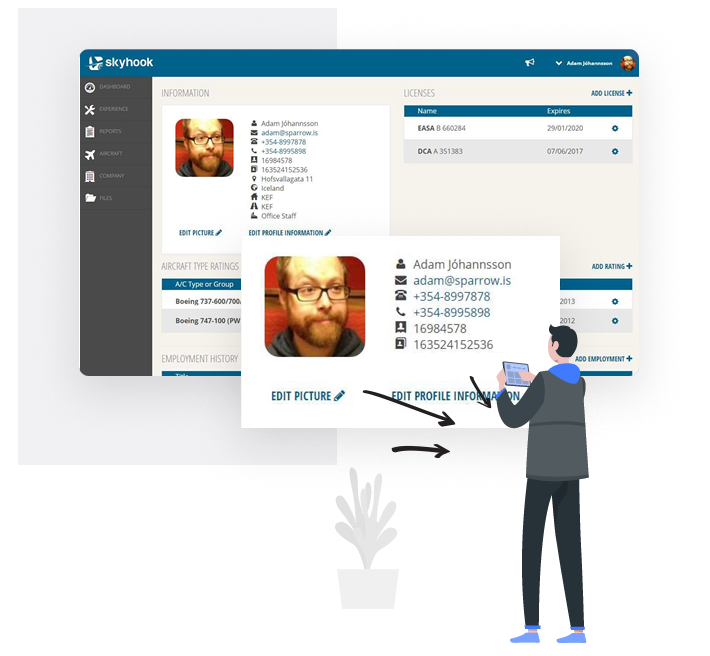 skyhook
Adam Jóhannsson
DASHBOARD
EXPERIENCE
REPORTS
AIRCRAFT
COMPANY
FILES
INFORMATION
Adam Jóhannsson
adam@sparrow.is
+354-8997878
+354-8995898
16984578
163524152536
Hofsvallagata 11
Iceland
KEF
KEF
Office Staff
EDIT PICTURE
EDIT PROFILE INFORMATION
LICENSES
ADD LICENSE
Name Expires
EASA B 660284 29/01/2020
DCA A 351383 07/06/2017
AIRCRAFT TYPE RATINGS
ADD RATING
A/C Type or Group
Boeing 737-600/700/
2013
Boeing 747-100 (PW
2012
EMPLOYMENT HISTORY
ADD EMPLOYMENT
Title
Adam Jóhannsson
adam@sparrow.is
+354-8997878
+354-8995898
16984578
163524152536
EDIT PICTURE
EDIT PROFILE INFORMATION